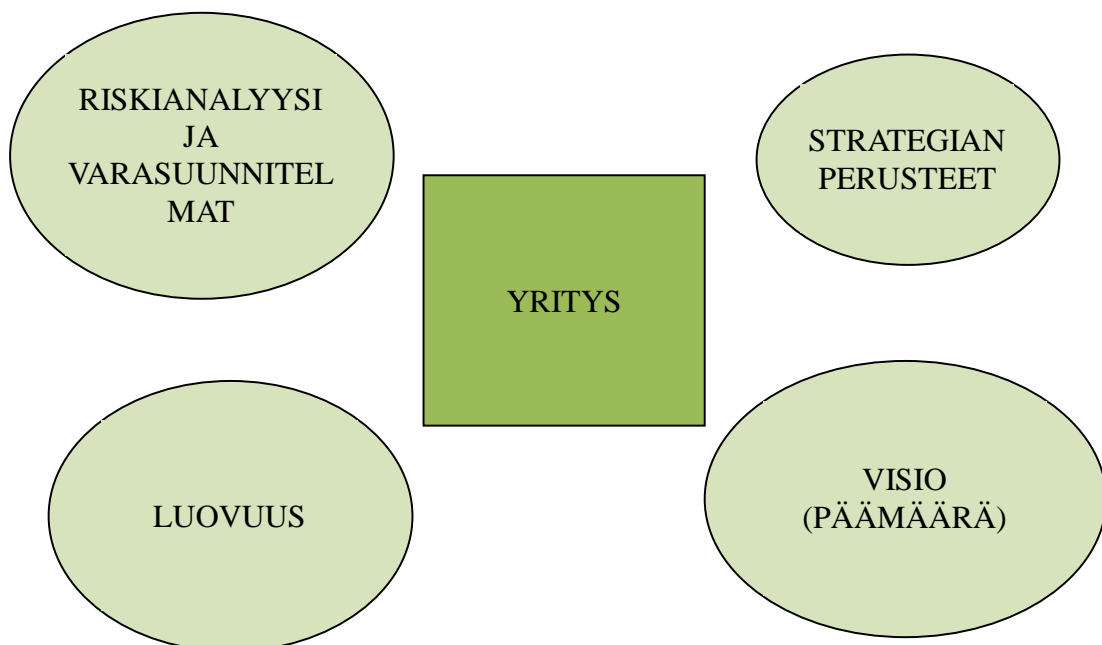 RISKIANALYYSI
JA
VARASUUNNITEL
MAT
STRATEGIAN
PERUSTEET
YRITYS
LUOVUUS
VISIO
(PÄÄMÄÄRÄ)